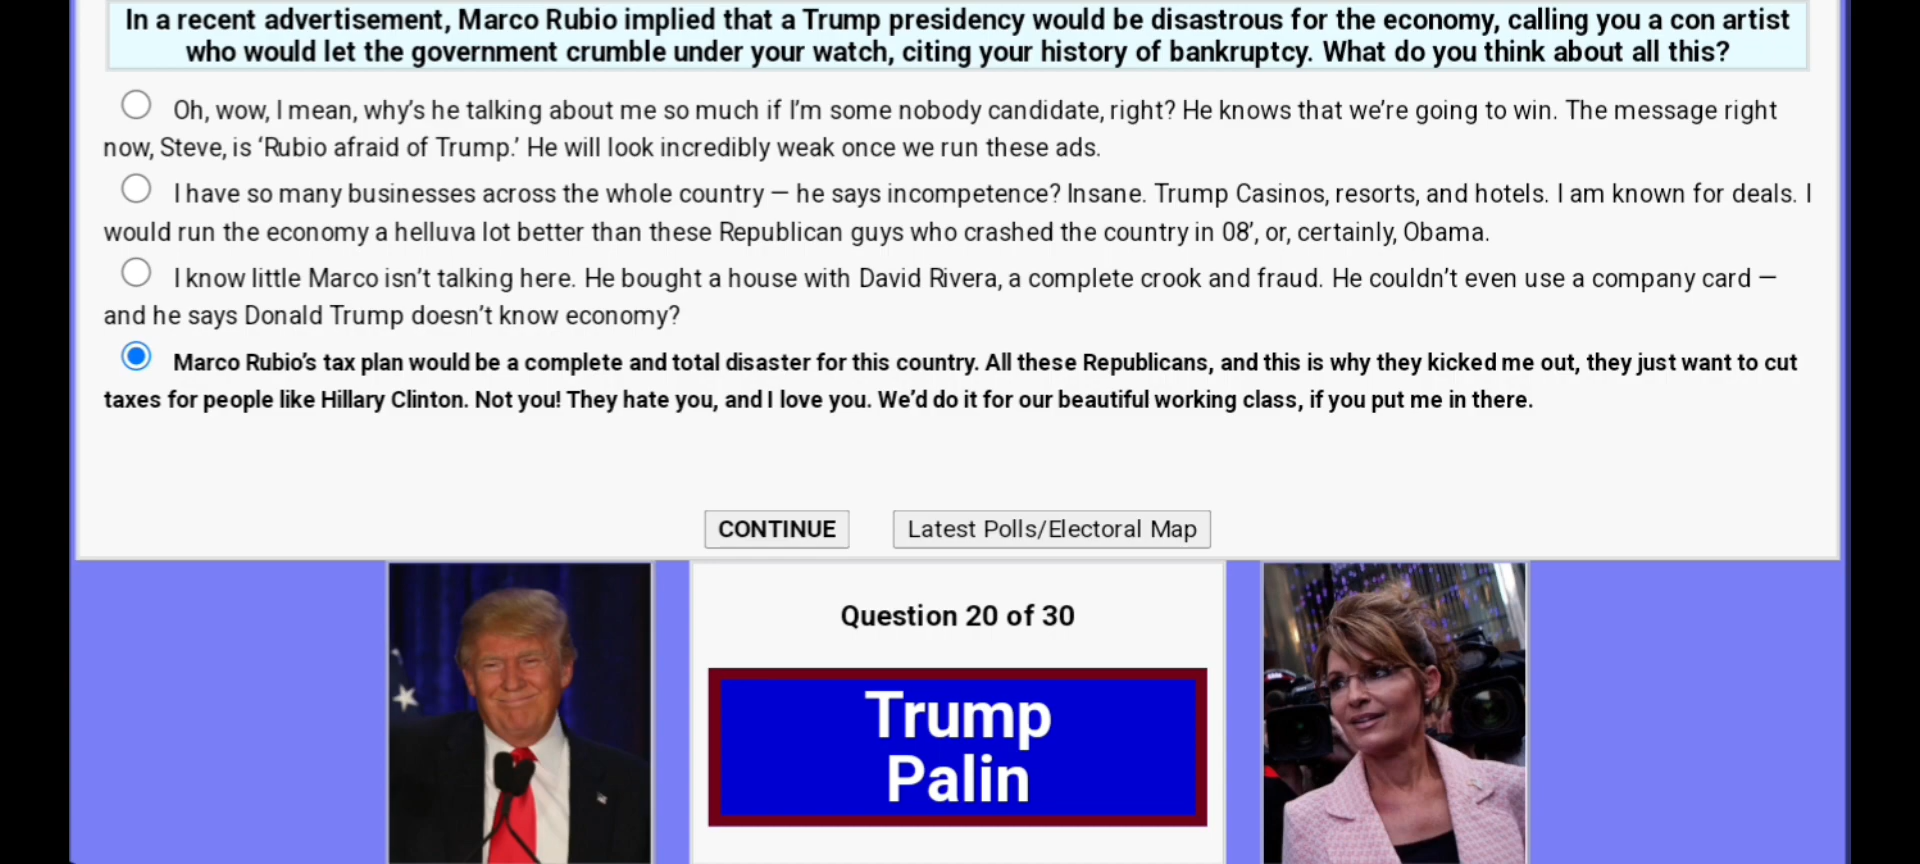 In a recent advertisement, Marco Rubio implied that a Trump presidency would be disastrous for the economy, calling you a con artist
who would let the government crumble under your watch, citing your history of bankruptcy. What do you think about all this?
Oh, wow, I mean, why’s he talking about me so much if I’m some nobody candidate, right? He knows that we’re going to win. The message right
now, Steve, is ‘Rubio afraid of Trump.’ He will look incredibly weak once we run these ads.
I have so many businesses across the whole country — he says incompetence? Insane. Trump Casinos, resorts, and hotels. I am known for deals. I
would run the economy a helluva lot better than these Republican guys who crashed the country in 08’, or, certainly, Obama.
I know little Marco isn’t talking here. He bought a house with David Rivera, a complete crook and fraud. He couldn’t even use a company card —
and he says Donald Trump doesn’t know economy?
Marco Rubio’s tax plan would be a complete and total disaster for this country. All these Republicans, and this is why they kicked me out, they just want to cut
taxes for people like Hillary Clinton. Not you! They hate you, and I love you. We’d do it for our beautiful working class, if you put me in there.
CONTINUE
Latest Polls/Electoral Map
Question 20 of 30
Trump
Palin